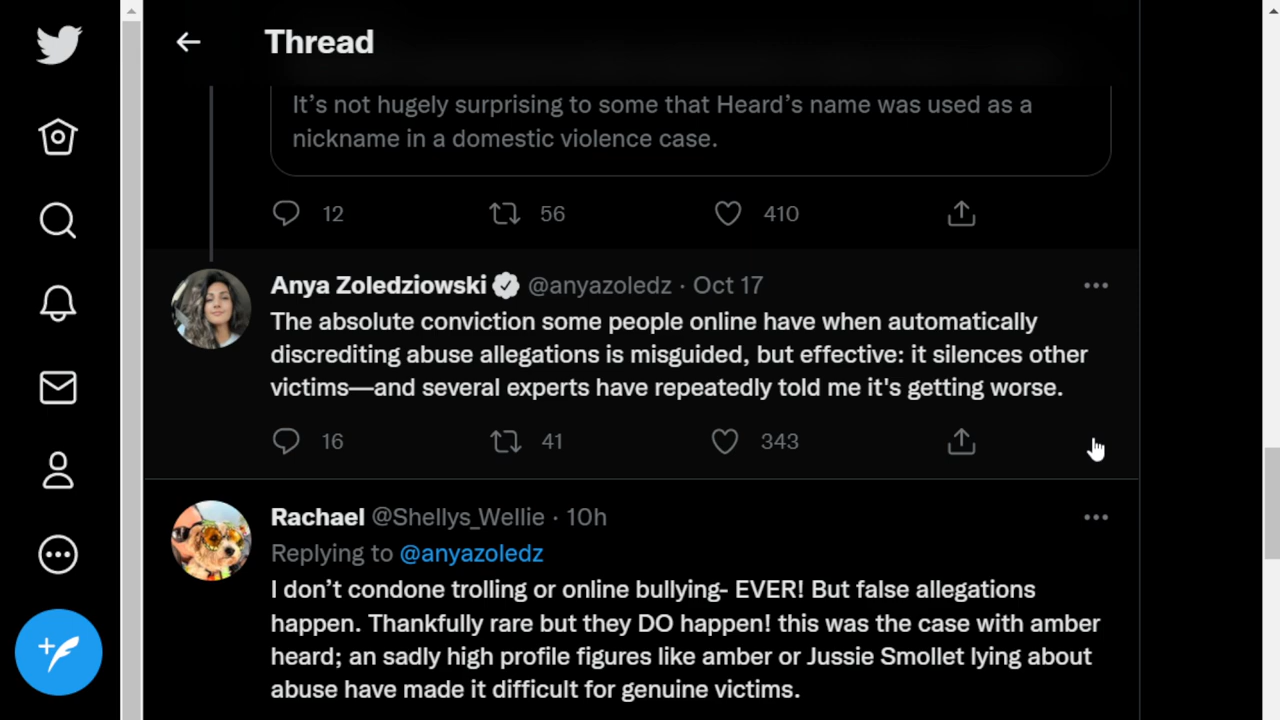 Thread
It’s not hugely surprising to some that Heard’s name was used as a
nickname in a domestic violence case.
12 56 410
Anya Zoledziowski @anyazoledz · Oct 17
The absolute conviction some people online have when automatically
discrediting abuse allegations is misguided, but effective: it silences other
victims—and several experts have repeatedly told me it's getting worse.
16 41 343
Rachael @Shellys_Wellie · 10h
Replying to @anyazoledz
I don’t condone trolling or online bullying- EVER! But false allegations
happen. Thankfully rare but they DO happen! this was the case with amber
heard; an sadly high profile figures like amber or Jussie Smollet lying about
abuse have made it difficult for genuine victims.